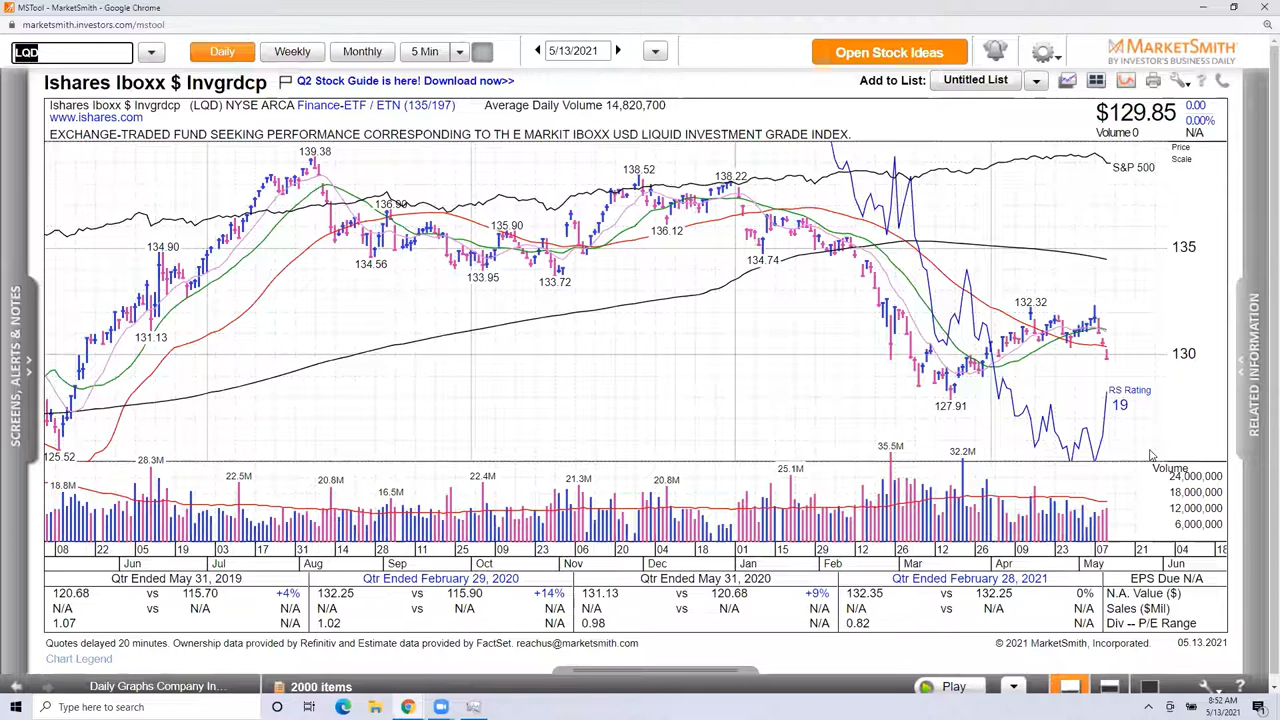 MSTool - MarketSmith - Google Chrome
marketsmith.investors.com/mstool
LQD Daily Weekly Monthly 5 Min 5/13/2021 Open Stock Ideas MARKETSMITH
BY INVESTOR'S BUSINESS DAILY
Ishares Iboxx $ Invgrdcp Q2 Stock Guide is here! Download now>> Add to List: Untitled List
Ishares Iboxx $ Invgrdcp (LQD) NYSE ARCA Finance-ETF / ETN (135/197) Average Daily Volume 14,820,700
www.ishares.com
$129.85 0.00
0.00%
Volume 0 N/A
EXCHANGE-TRADED FUND SEEKING PERFORMANCE CORRESPONDING TO TH E MARKIT IBOXX USD LIQUID INVESTMENT GRADE INDEX.
Price
Scale
S&P 500
139.38
138.52
138.22
136.99
135.90
136.12
134.90
134.56
133.95
133.72
134.74
135
132.32
131.13
130
127.91
125.52
RS Rating
19
SCREENS, ALERTS & NOTES
RELATED INFORMATION
Volume
35.5M
32.2M
28.3M
25.1M
22.5M
22.4M
21.3M
20.8M
20.8M
18.8M
16.5M
24,000,000
18,000,000
12,000,000
6,000,000
08 22 05 19 03 17 31 14 28 11 25 09 23 06 20 04 18 01 15 29 12 26 12 26 09 23 07 21 04 18
Jun Jul Aug Sep Oct Nov Dec Jan Feb Mar Apr May Jun
Qtr Ended May 31, 2019 Qtr Ended February 29, 2020 Qtr Ended May 31, 2020 Qtr Ended February 28, 2021 EPS Due N/A
120.68 vs 115.70 +4% 132.25 vs 115.90 +14% 131.13 vs 120.68 +9% 132.35 vs 132.25 0% N.A. Value ($)
N/A vs N/A N/A N/A vs N/A N/A N/A vs N/A N/A N/A vs N/A N/A Sales ($Mil)
1.07 N/A 1.02 N/A 0.98 N/A 0.82 N/A Div -- P/E Range
Quotes delayed 20 minutes. Ownership data provided by Refinitiv and Estimate data provided by FactSet. reachus@marketsmith.com © 2021 MarketSmith, Incorporated. 05.13.2021
Chart Legend
Daily Graphs Company In... 2000 items Play
Type here to search
8:52 AM
5/13/2021